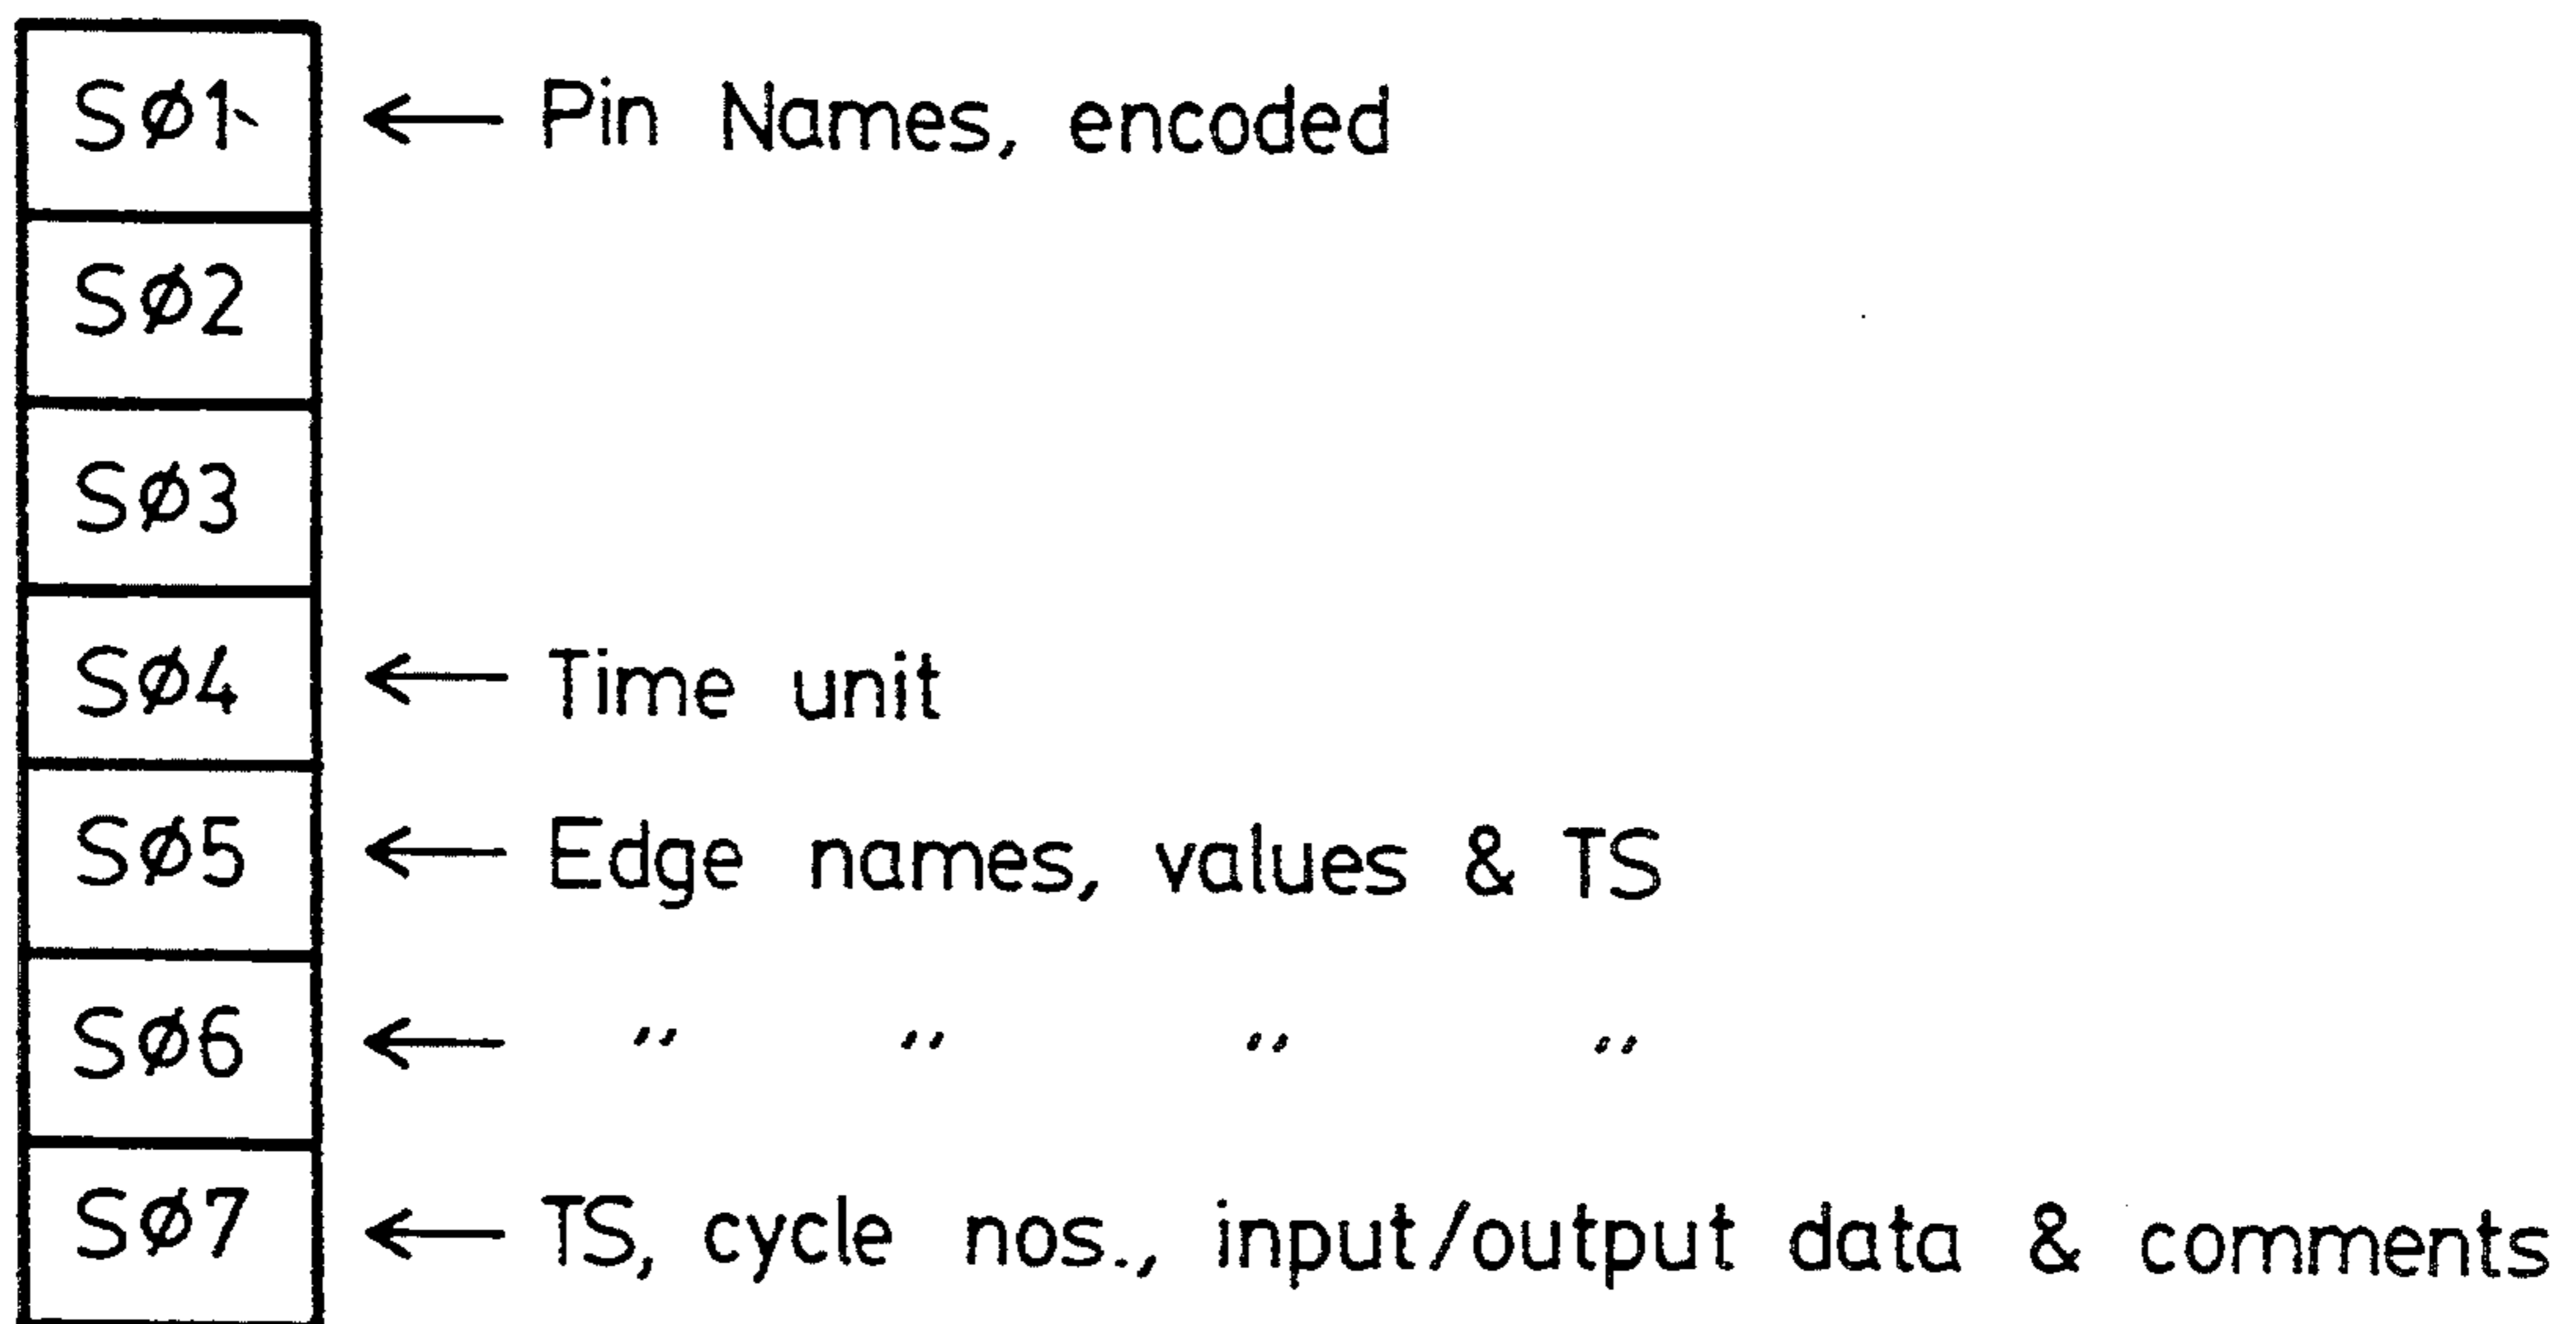 SØ1 ← Pin Names, encoded
SØ2
SØ3
SØ4 ← Time unit
SØ5 ← Edge names, values & TS
SØ6 ← " " " "
SØ7 ← TS, cycle nos., input/output data & comments